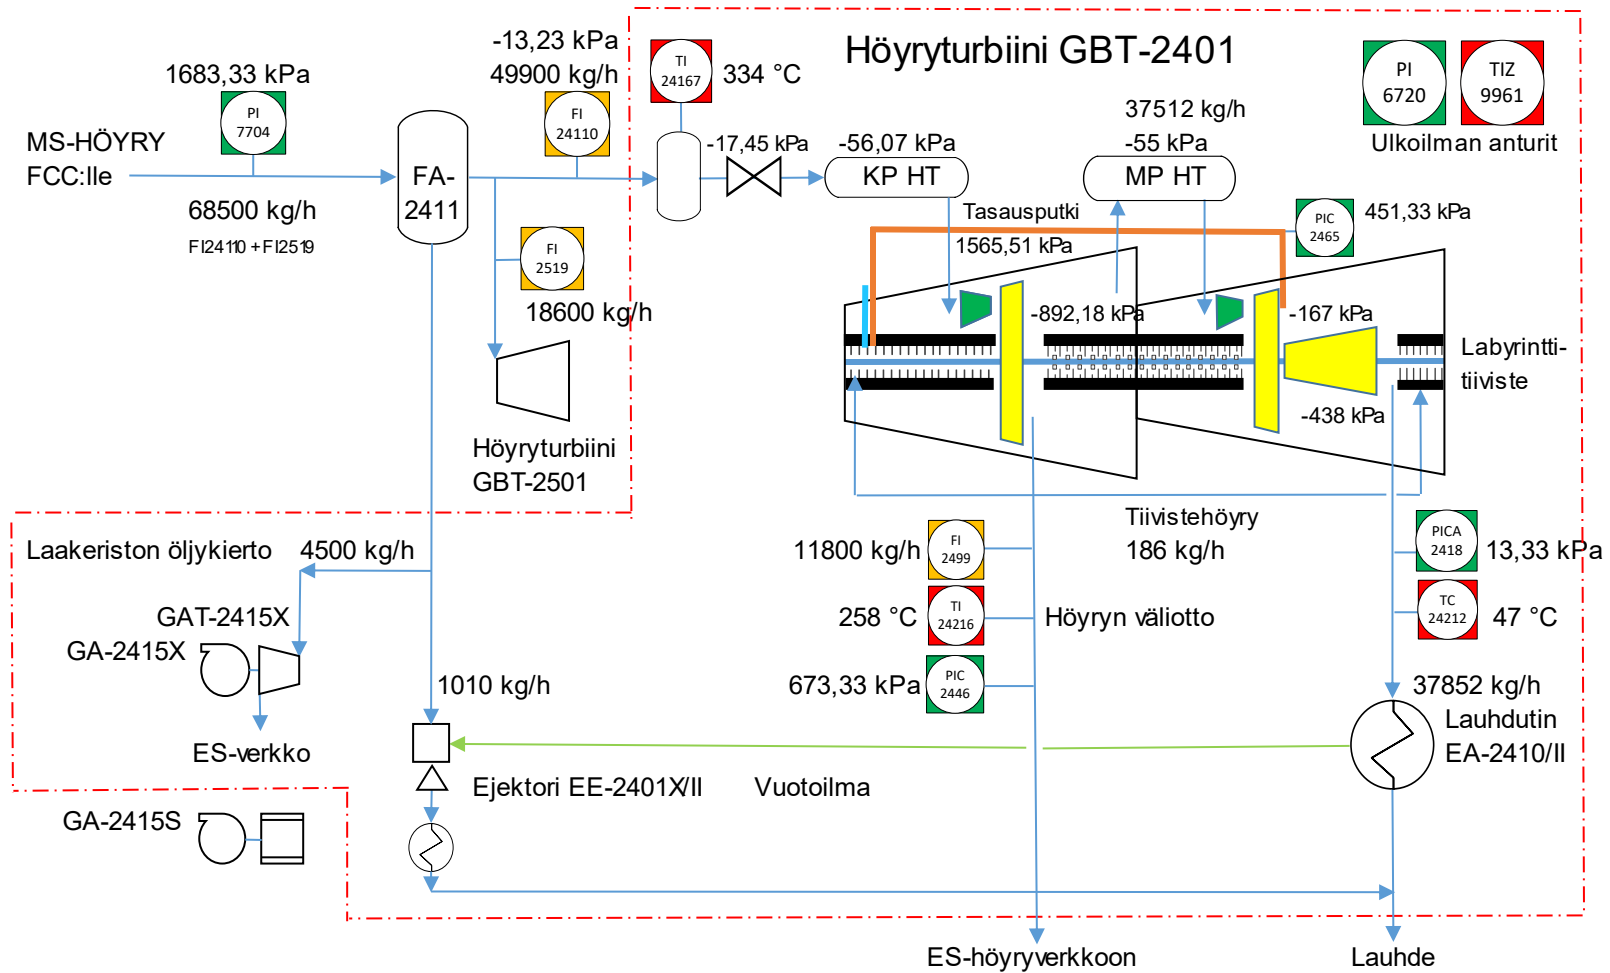 Höyryturbiini GBT-2401
-13,23 kPa
49900 kg/h
1683,33 kPa
PI
7704
FI
24110
TI
24167
334 °C
PI
6720
TIZ
9961
Ulkoilman anturit
MS-HÖYRY
FCC:lle
68500 kg/h
FI24110 + FI2519
FA-
2411
FI
2519
18600 kg/h
Höyryturbiini
GBT-2501
-17,45 kPa
-56,07 kPa
KP HT
37512 kg/h
-55 kPa
MP HT
Tasausputki
1565,51 kPa
PIC
2465
451,33 kPa
-892,18 kPa
-167 kPa
-438 kPa
Labyrintti-
tiiviste
Tiivistehöyry
186 kg/h
Laakeriston öljykierto
4500 kg/h
GAT-2415X
GA-2415X
ES-verkko
1010 kg/h
11800 kg/h
FI
2499
258 °C
TI
24216
Höyryn väliotto
673,33 kPa
PIC
2446
PICA
2418
13,33 kPa
TC
24212
47 °C
37852 kg/h
Lauhdutin
EA-2410/II
Ejektori EE-2401X/II
Vuotoilma
GA-2415S
ES-höyryverkkoon
Lauhde